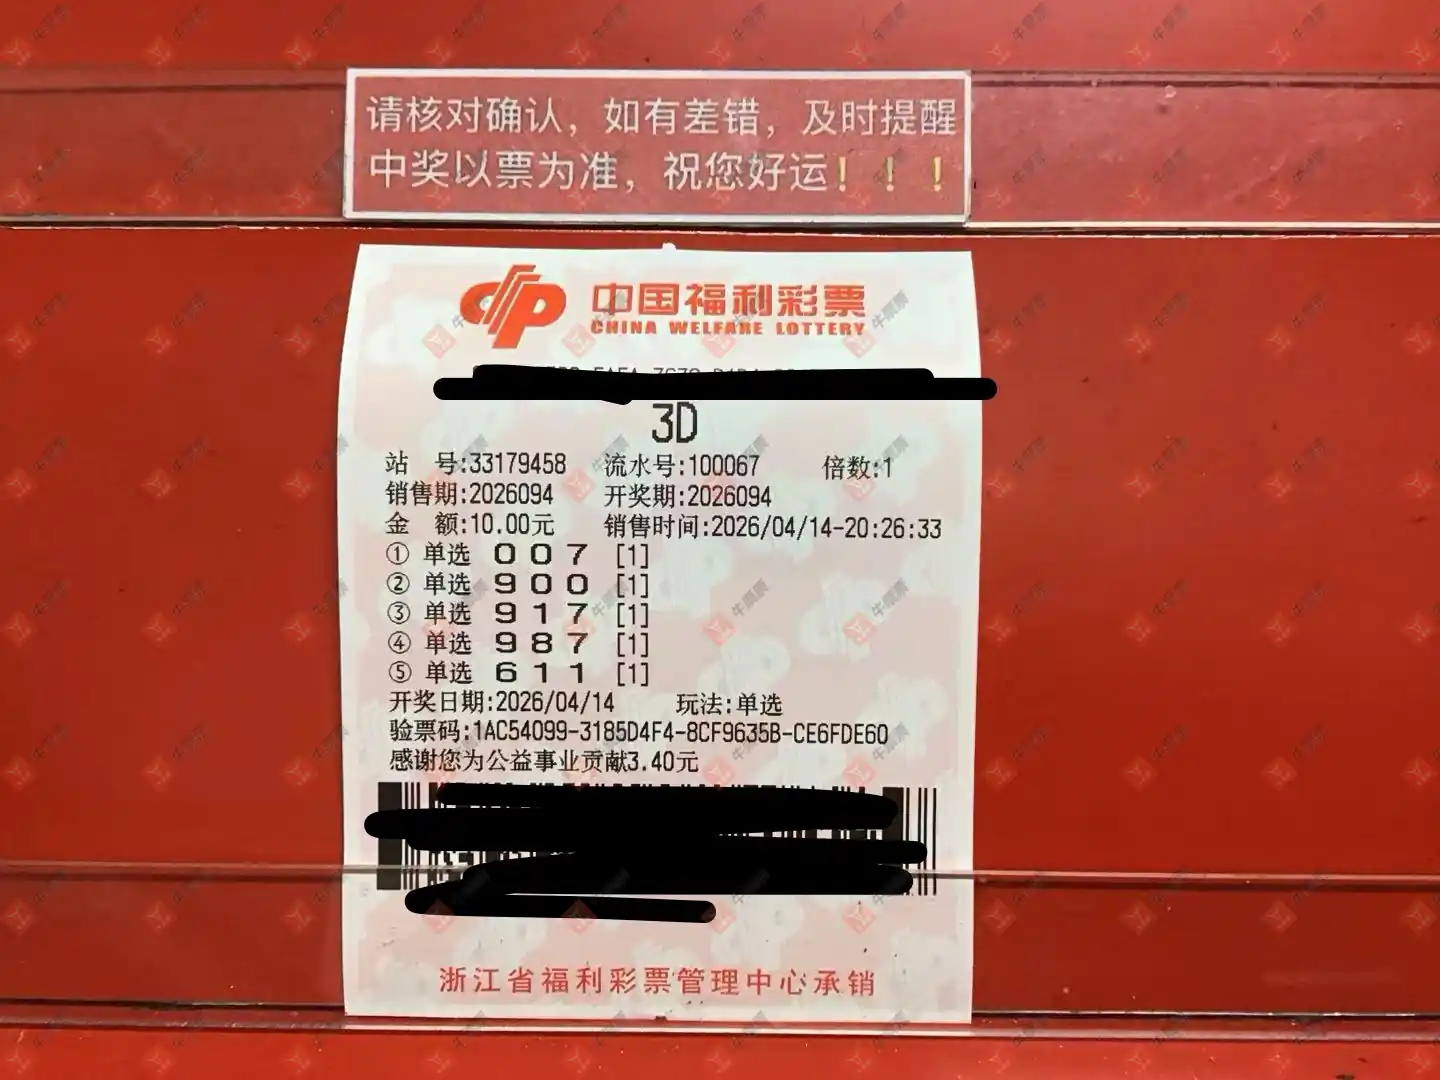 请核对确认，如有差错，及时提醒
中奖以票为准，祝您好运！！！
中国福利彩票
CHINA WELFARE LOTTERY
3D
站 号:33179458 流水号:100067 倍数:1
销售期:2026094 开奖期:2026094
金 额:10.00元 销售时间:2026/04/14-20:26:33
① 单选 0 0 7 [1]
② 单选 9 0 0 [1]
③ 单选 9 1 7 [1]
④ 单选 9 8 7 [1]
⑤ 单选 6 1 1 [1]
开奖日期:2026/04/14 玩法:单选
验票码:1AC54099-3185D4F4-8CF9635B-CE6FDE60
感谢您为公益事业贡献3.40元
浙江省福利彩票管理中心承销